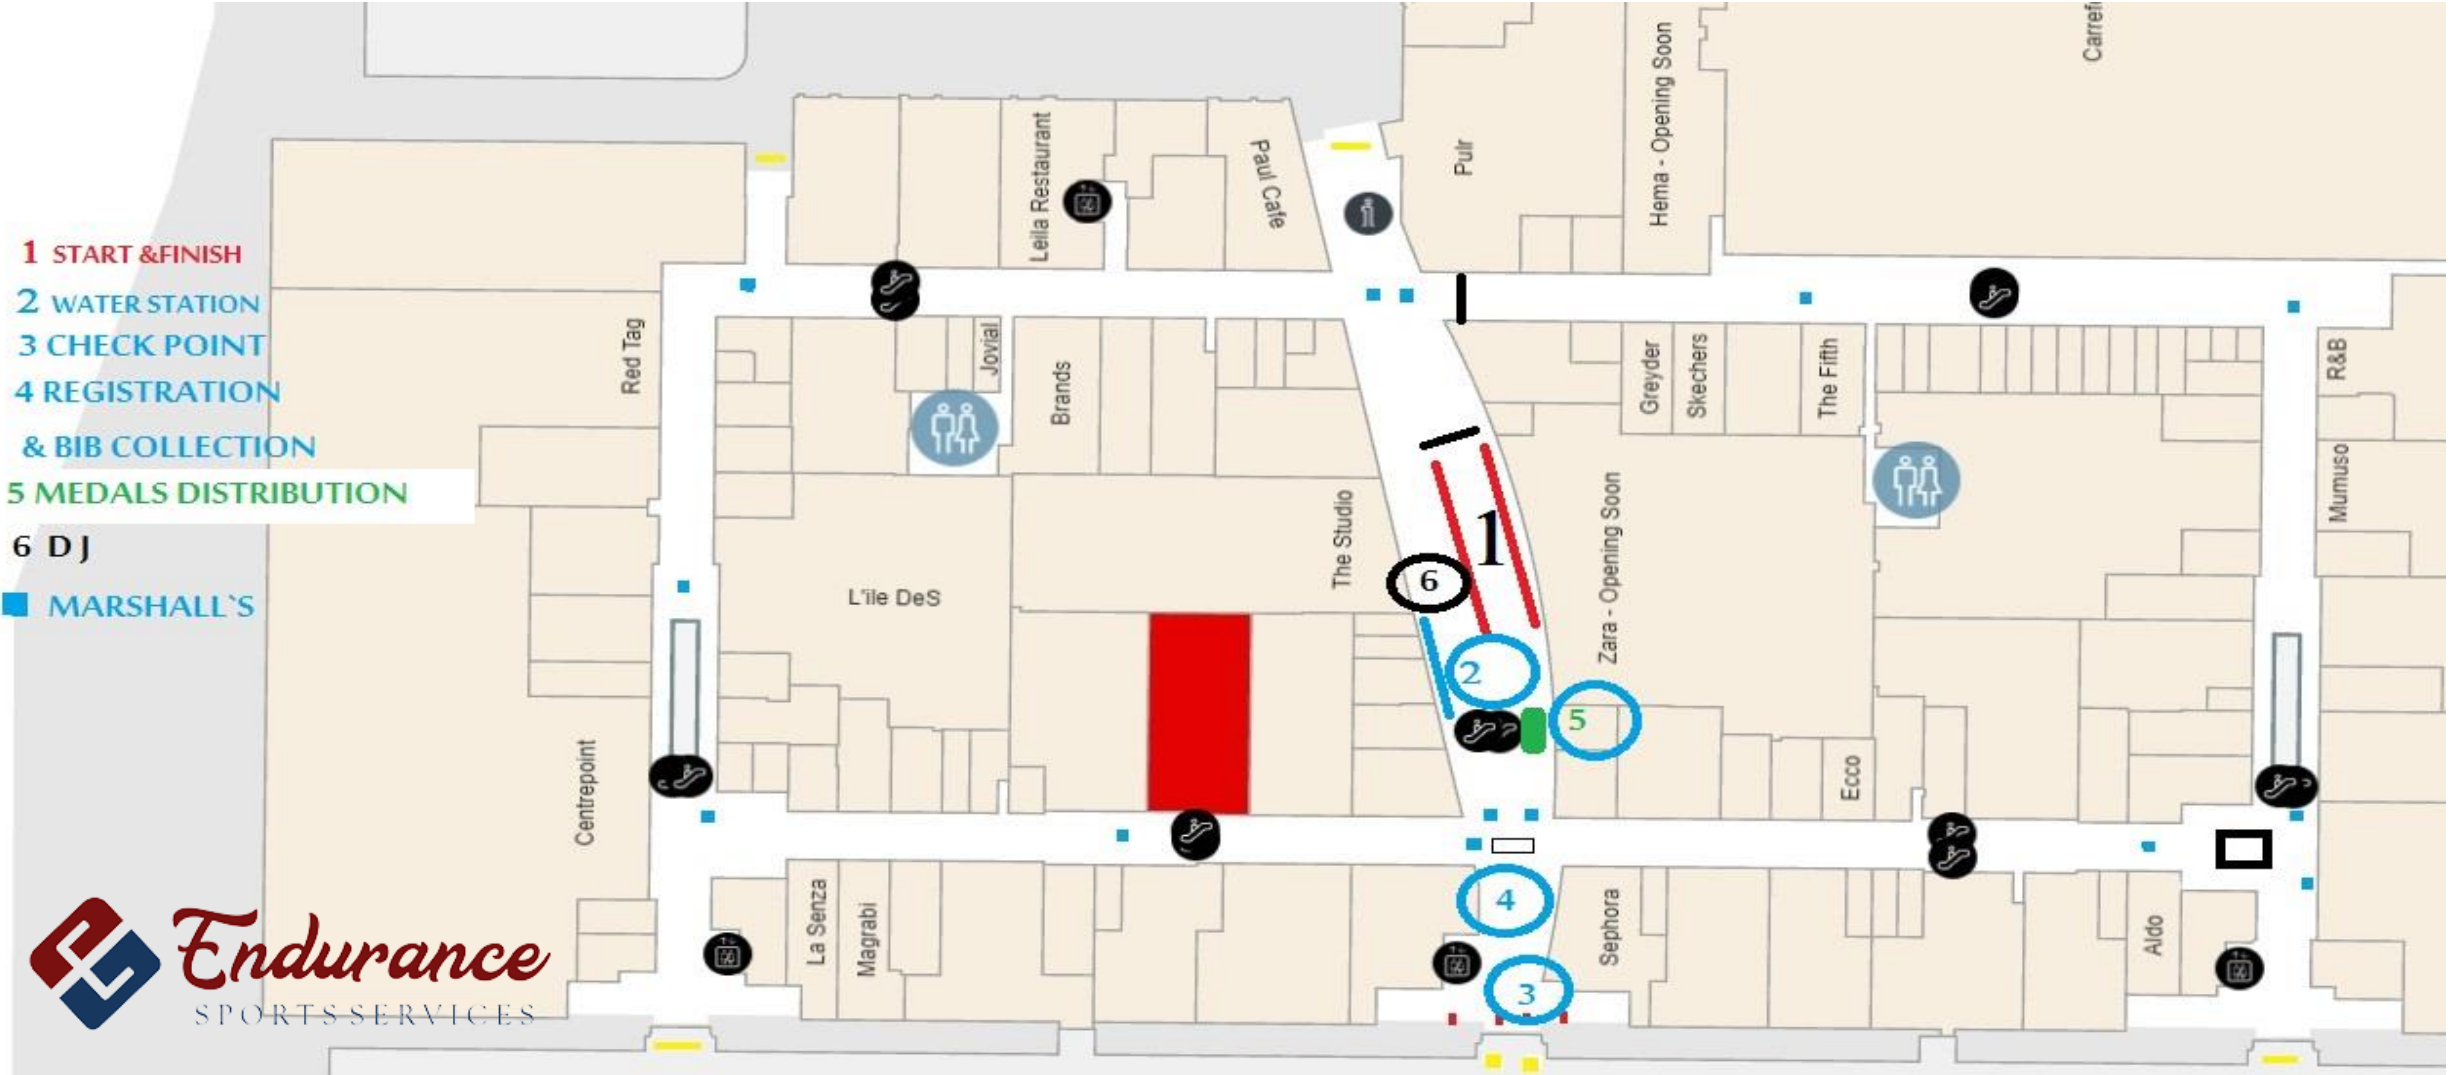 1 START &FINISH
2 WATER STATION
3 CHECK POINT
4 REGISTRATION
& BIB COLLECTION
5 MEDALS DISTRIBUTION
6 DJ
MARSHALL`S
Red Tag
Centrepoint
Leila Restaurant
Paul Cafe
Pulr
Hema - Opening Soon
Carref
Jovial
Brands
Greyder
Skechers
The Fifth
R&B
Mumuso
L'ile DeS
The Studio
Zara - Opening Soon
1
6
2
5
Ecco
La Senza
Magrabi
4
3
Sephora
Aldo
Endurance
SPORTS SERVICES